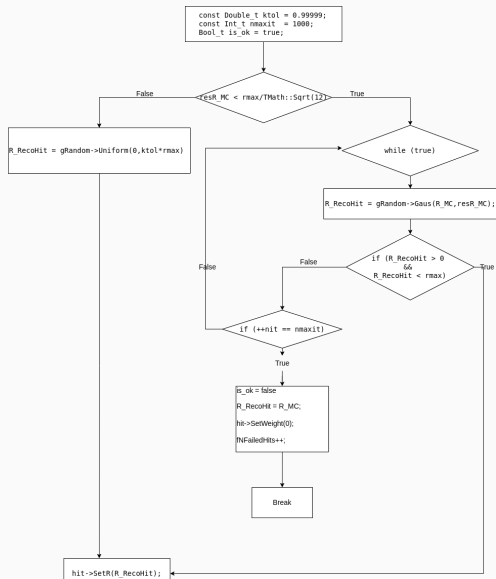 const Double_t ktol = 0.99999;
const Int_t nmaxit  = 1000;
Bool_t is_ok = true;
resR_MC < rmax/TMath::Sqrt(12)
False
True
R_RecoHit = gRandom->Uniform(0,ktol*rmax)
while (true)
R_RecoHit = gRandom->Gaus(R_MC,resR_MC);
if (R_RecoHit > 0
&&
R_RecoHit < rmax)
False
True
False
if (++nit == nmaxit)
True
is_ok = false
R_RecoHit = R_MC;
hit->SetWeight(0);
fNFailedHits++;
Break
hit->SetR(R_RecoHit);